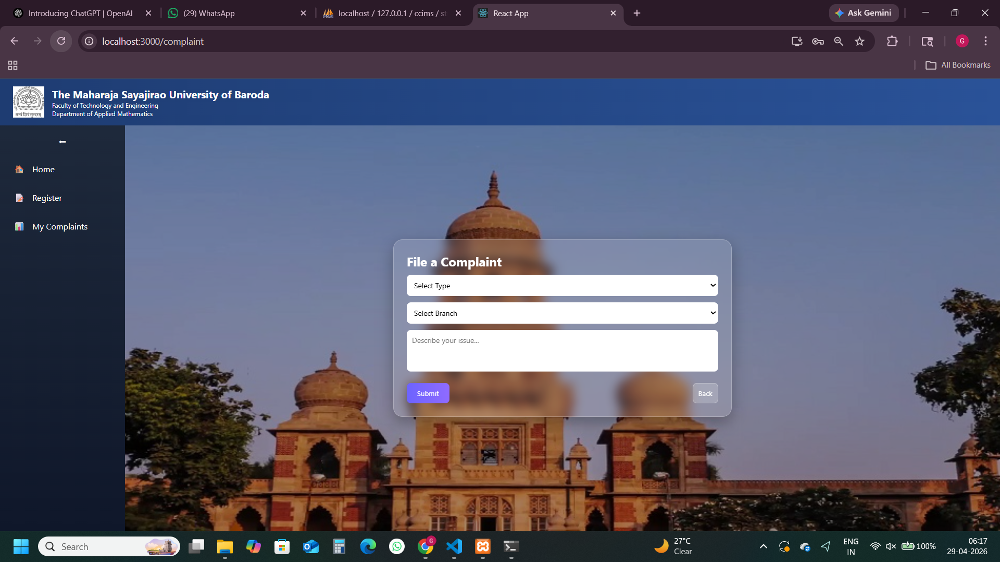 Introducing ChatGPT | OpenAI
(29) WhatsApp
localhost / 127.0.0.1 / ccims / st
React App
Ask Gemini
localhost:3000/complaint
G
All Bookmarks
The Maharaja Sayajirao University of Baroda
Faculty of Technology and Engineering
Department of Applied Mathematics
सत्यं शिवं सुन्दरम्
Home
Register
My Complaints
File a Complaint
Select Type
Select Branch
Describe your issue...
Submit
Back
Search
G
27°C
Clear
ENG
IN
100%
06:17
29-04-2026